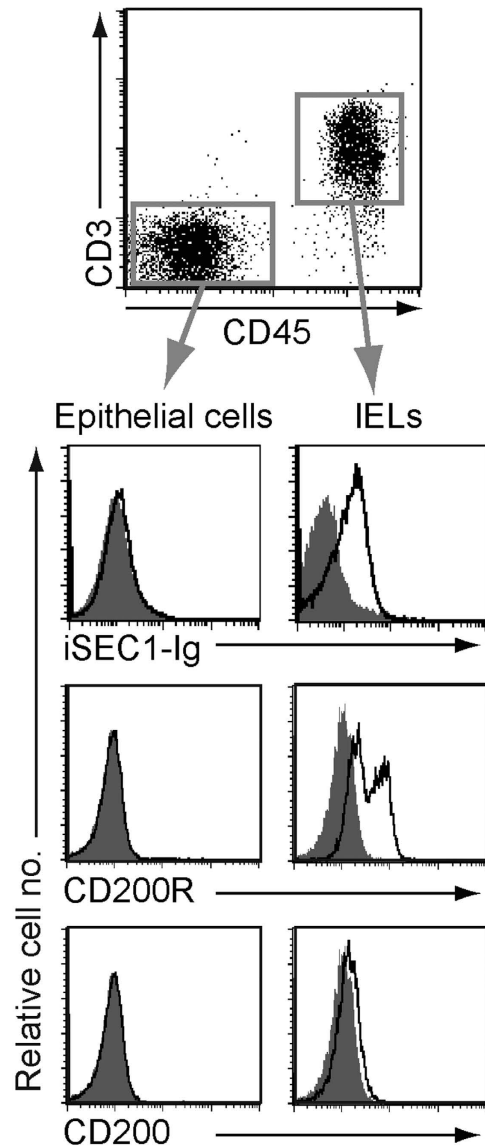 CD3
CD45
Epithelial cells
IELs
Relative cell no.
iSEC1-Ig
CD200R
CD200